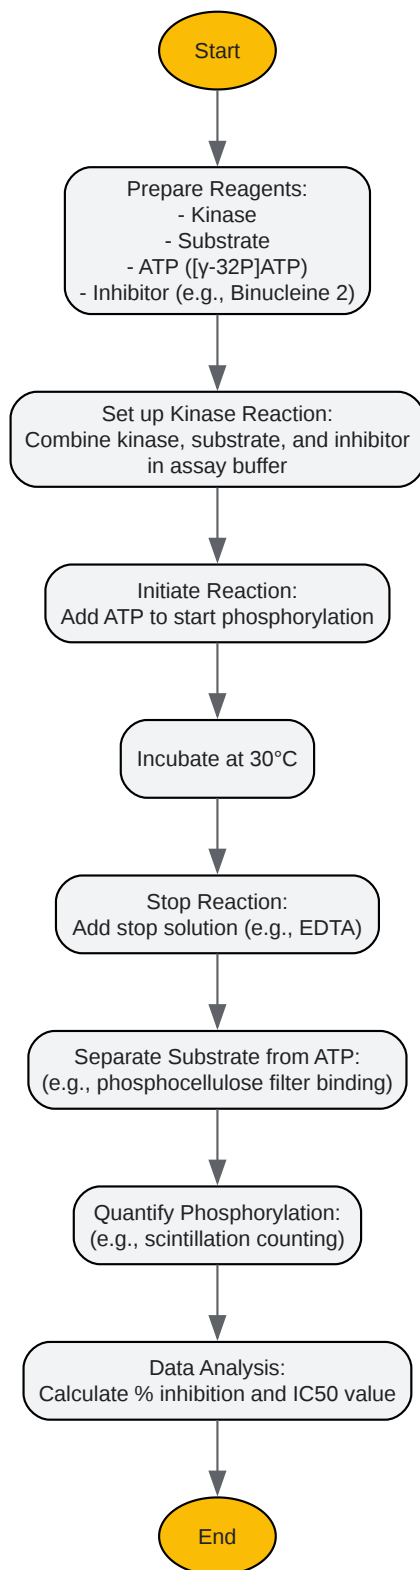 Start
Prepare Reagents:
- Kinase
- Substrate
- ATP ([γ-32P]ATP)
- Inhibitor (e.g., Binucleine 2)
Set up Kinase Reaction:
Combine kinase, substrate, and inhibitor
in assay buffer
Initiate Reaction:
Add ATP to start phosphorylation
Incubate at 30°C
Stop Reaction:
Add stop solution (e.g., EDTA)
Separate Substrate from ATP:
(e.g., phosphocellulose filter binding)
Quantify Phosphorylation:
(e.g., scintillation counting)
Data Analysis:
Calculate % inhibition and IC50 value
End